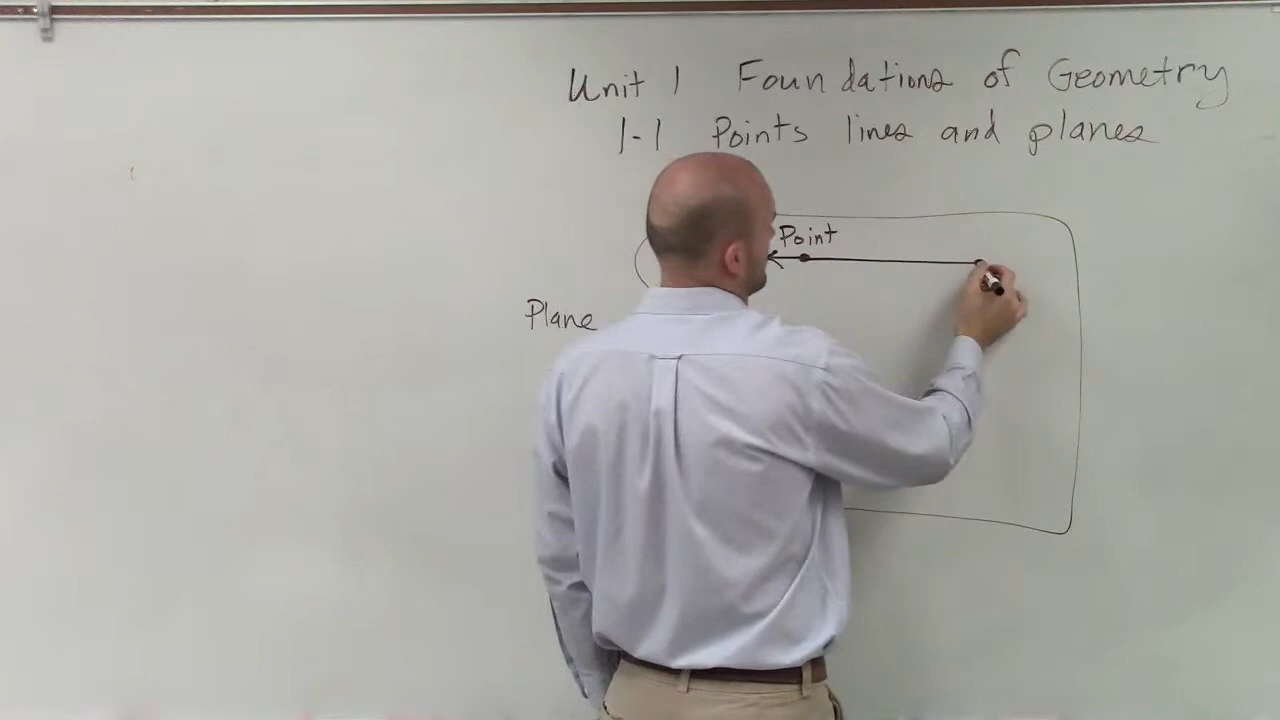 Unit 1 Foundations of Geometry
1-1 Points lines and planes
Point
Plane